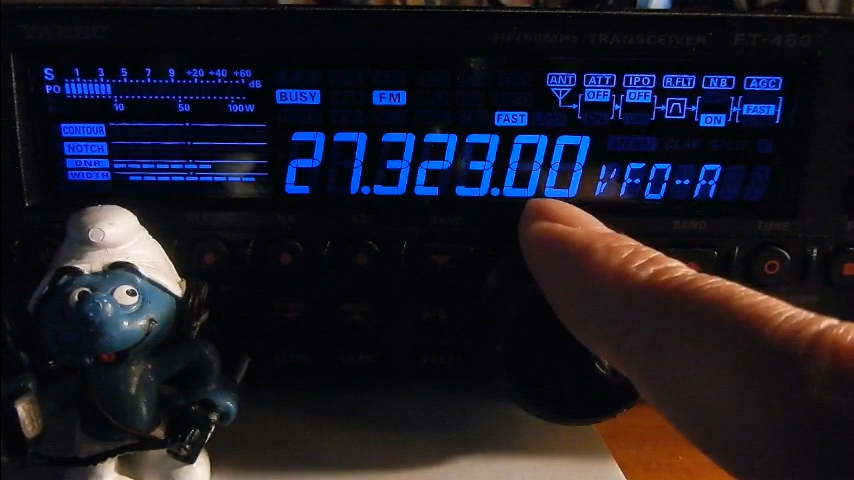 YAESU HF/50MHz TRANSCEIVER FT-450
S 1 3 5 7 9 +20 +40 +60 dB
PO 10 50 100W
BUSY FM
ANT ATT IPO R.FLT NB AGC
OFF OFF ON FAST
FAST
CONTOUR
NOTCH
DNR
WIDTH
27.323.00 VFO-A
BAND TUNE